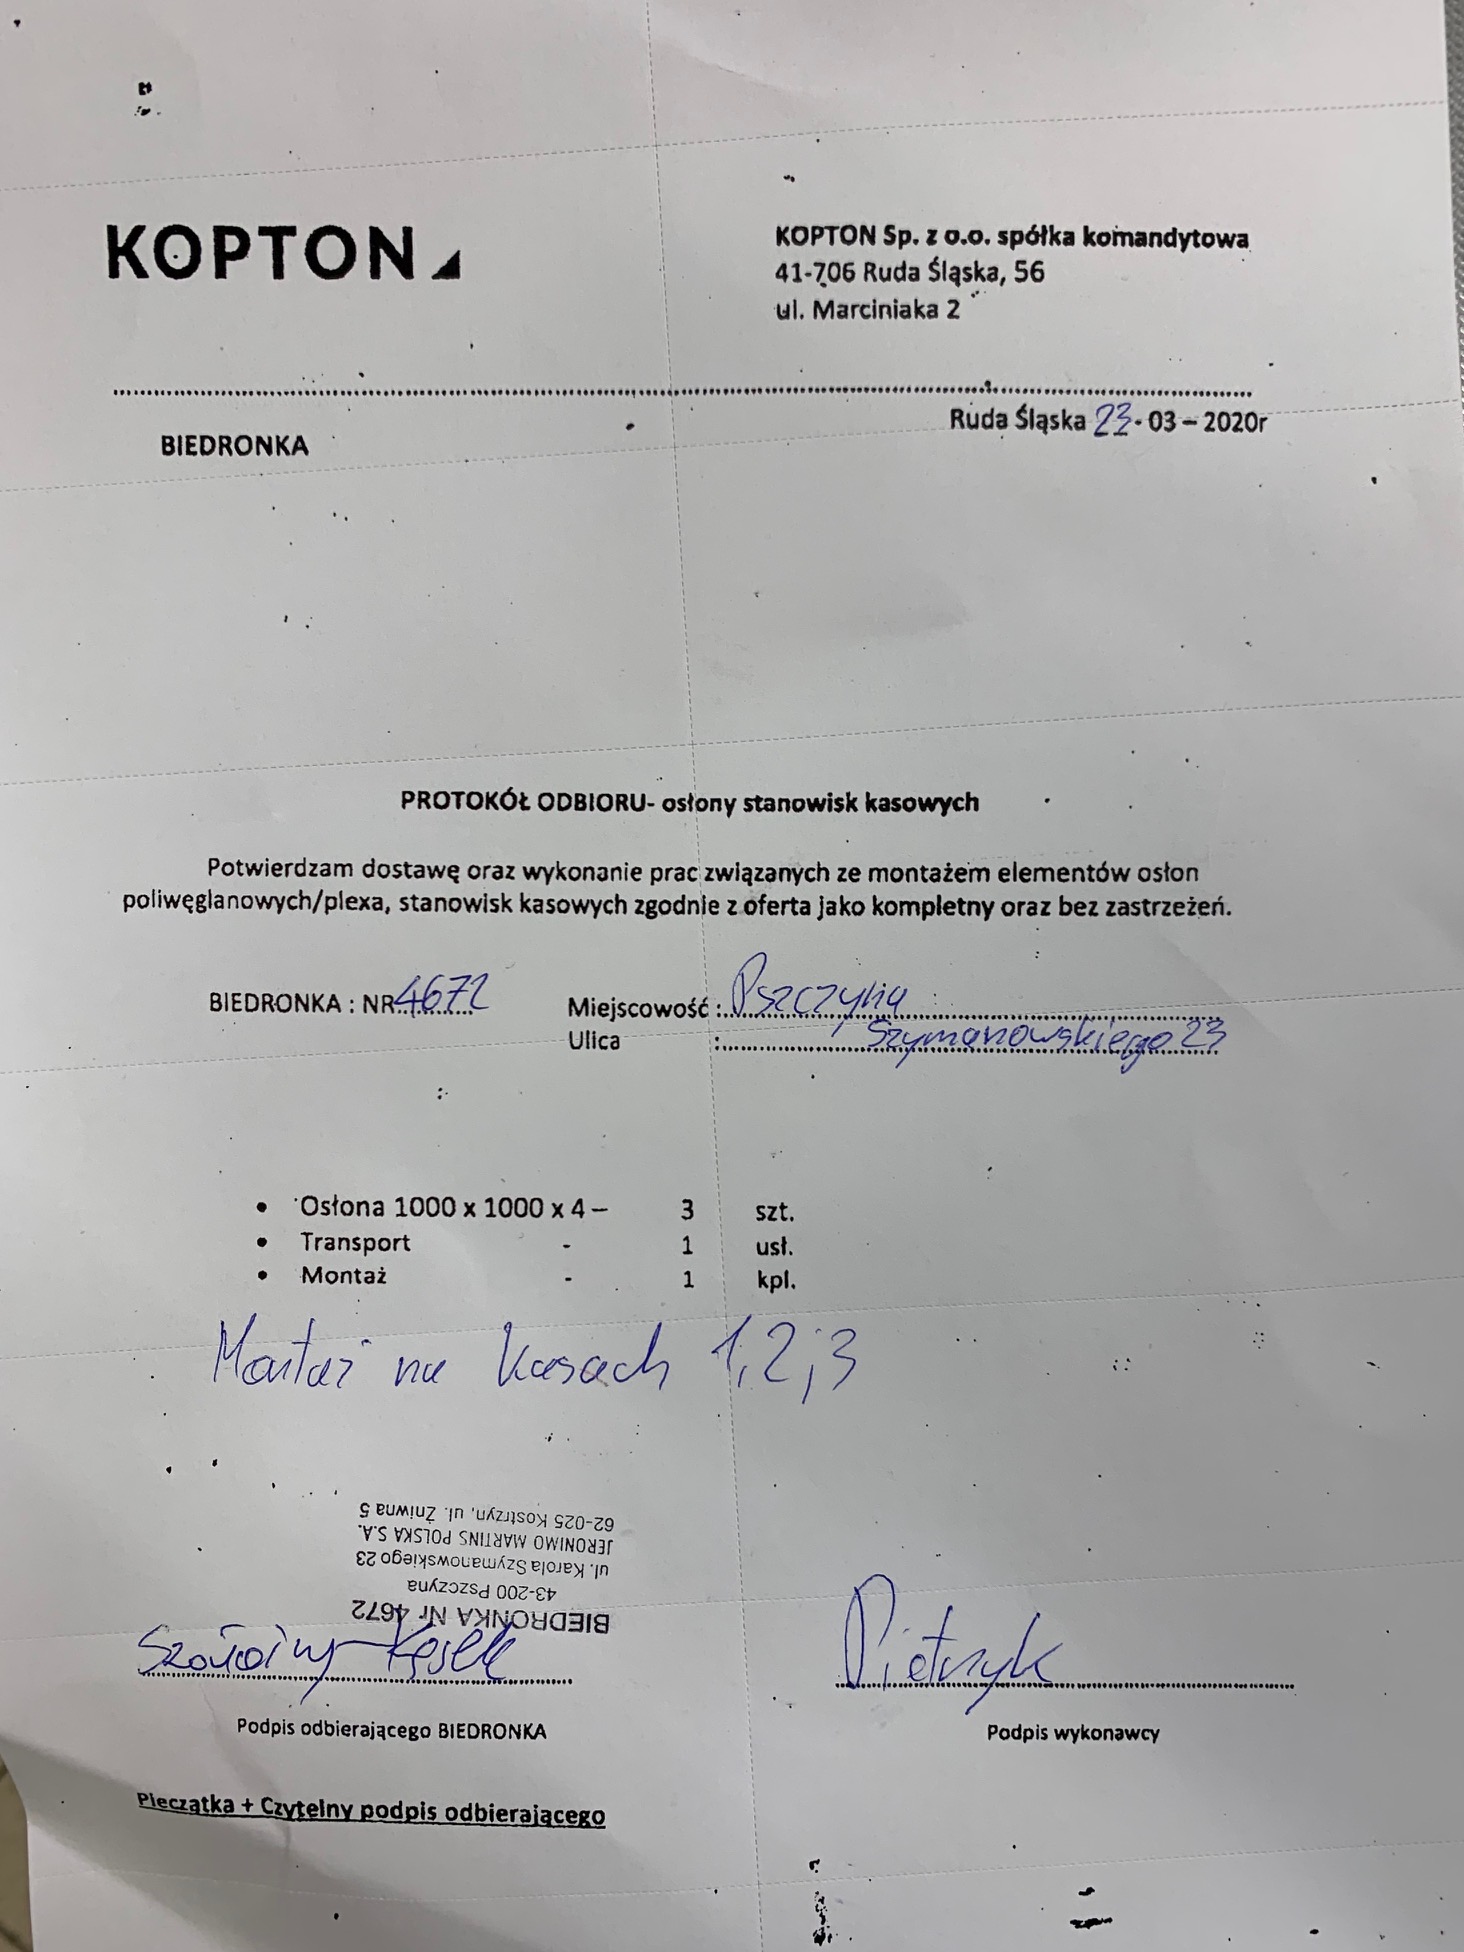 KOPTON
KOPTON Sp. z o.o. spółka komandytowa
41-706 Ruda Śląska, 56
ul. Marciniaka 2
Ruda Śląska 23-03-2020r
BIEDRONKA
PROTOKÓŁ ODBIORU- osłony stanowisk kasowych
Potwierdzam dostawę oraz wykonanie prac związanych ze montażem elementów osłon
poliwęglanowych/plexa, stanowisk kasowych zgodnie z oferta jako kompletny oraz bez zastrzeżeń.
BIEDRONKA : NR 4672 Miejscowość : Pszczyna
Ulica : Szymanowskiego 23
• Osłona 1000 x 1000 x 4 – 3 szt.
• Transport - 1 usł.
• Montaż - 1 kpl.
Montaż na kasach 1,2,3
BIEDRONKA Nr 4672
43-200 Pszczyna
ul. Karola Szymanowskiego 23
JERONIMO MARTINS POLSKA S.A.
62-025 Kostrzyn, ul. Żniwna 5
Pietrzyk
Podpis odbierającego BIEDRONKA
Podpis wykonawcy
Pieczątka + Czytelny podpis odbierającego